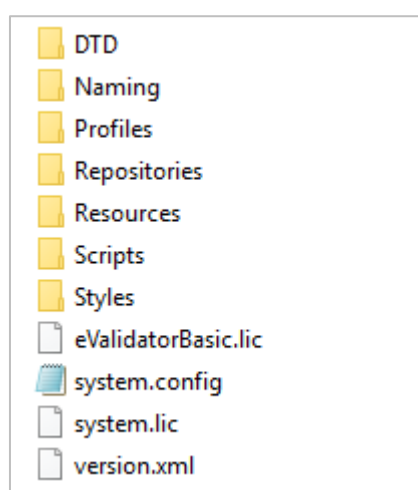 DTD
Naming
Profiles
Repositories
Resources
Scripts
Styles
eValidatorBasic.lic
system.config
system.lic
version.xml